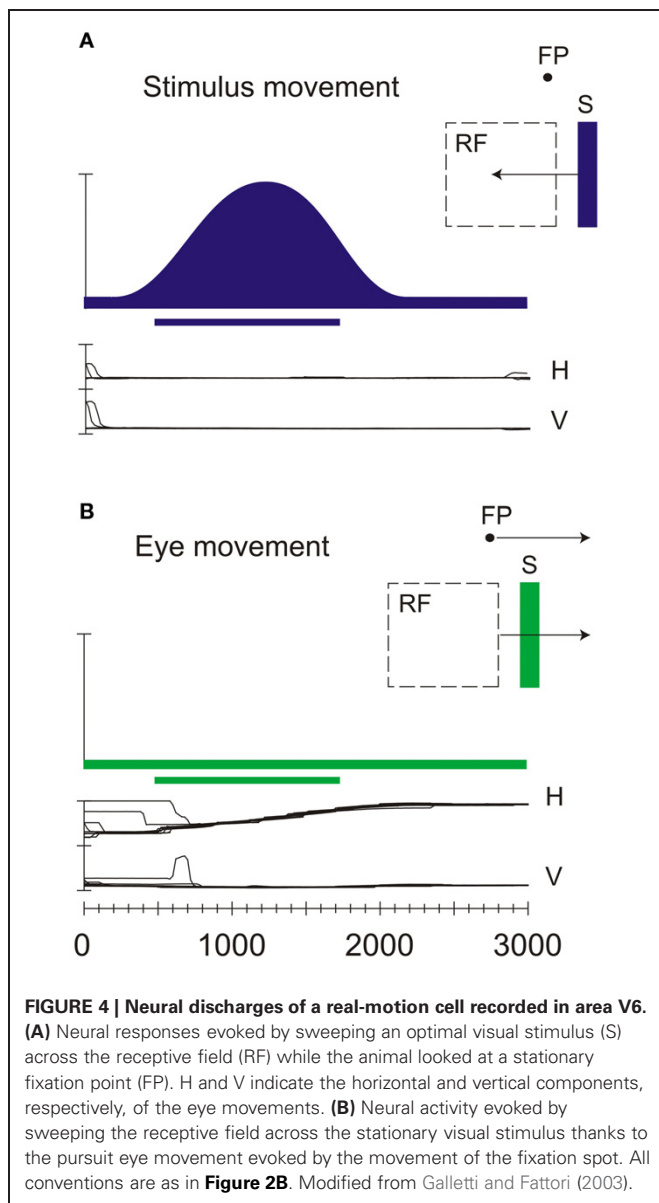 A
FP
Stimulus movement
S
RF
H
V
B
FP
Eye movement
S
RF
H
V
0 1000 2000 3000
FIGURE 4 | Neural discharges of a real-motion cell recorded in area V6.
(A) Neural responses evoked by sweeping an optimal visual stimulus (S)
across the receptive field (RF) while the animal looked at a stationary
fixation point (FP). H and V indicate the horizontal and vertical components,
respectively, of the eye movements. (B) Neural activity evoked by
sweeping the receptive field across the stationary visual stimulus thanks to
the pursuit eye movement evoked by the movement of the fixation spot. All
conventions are as in Figure 2B. Modified from Galletti and Fattori (2003).